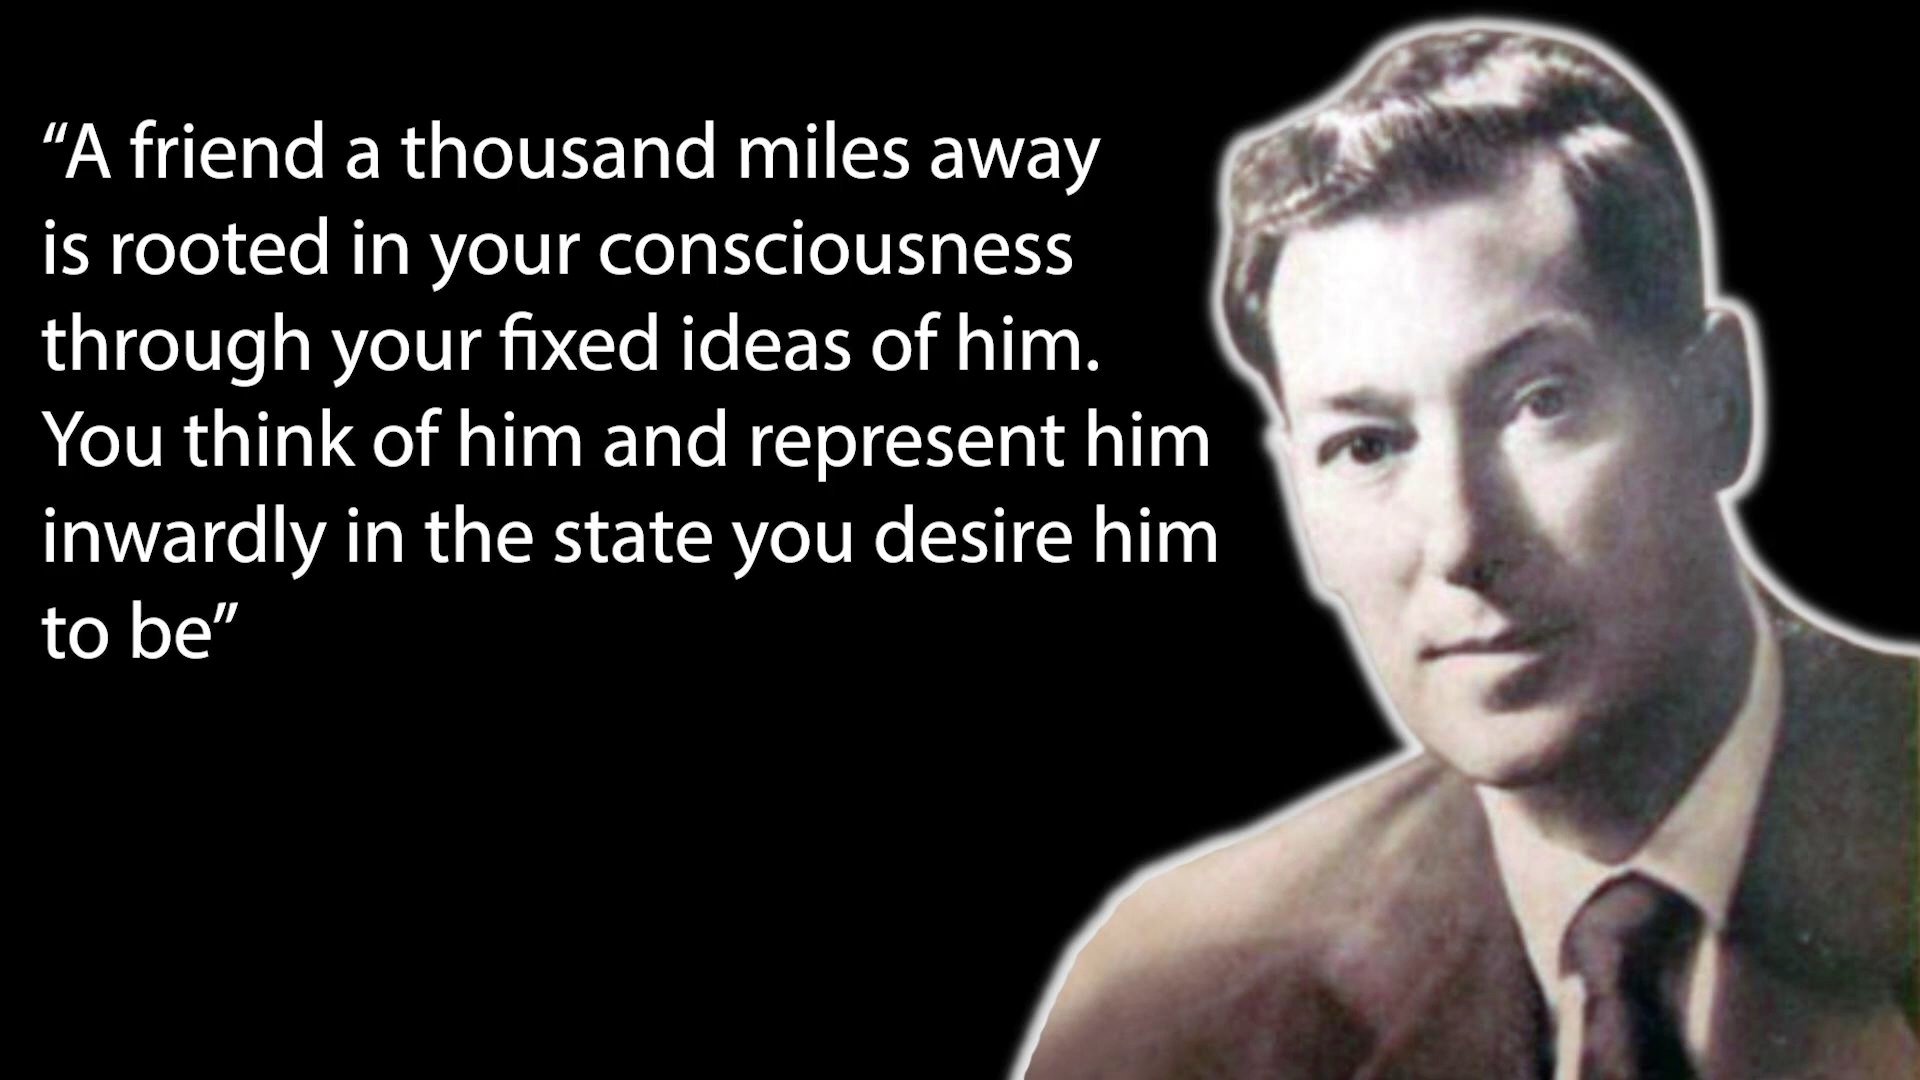 “A friend a thousand miles away
is rooted in your consciousness
through your fixed ideas of him.
You think of him and represent him
inwardly in the state you desire him
to be”